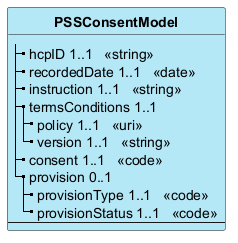 PSSConsentModel
hcpID 1..1 «string»
recordedDate 1..1 «date»
instruction 1..1 «string»
termsConditions 1..1
policy 1..1 «uri»
version 1..1 «string»
consent 1..1 «code»
provision 0..1
provisionType 1..1 «code»
provisionStatus 1..1 «code»